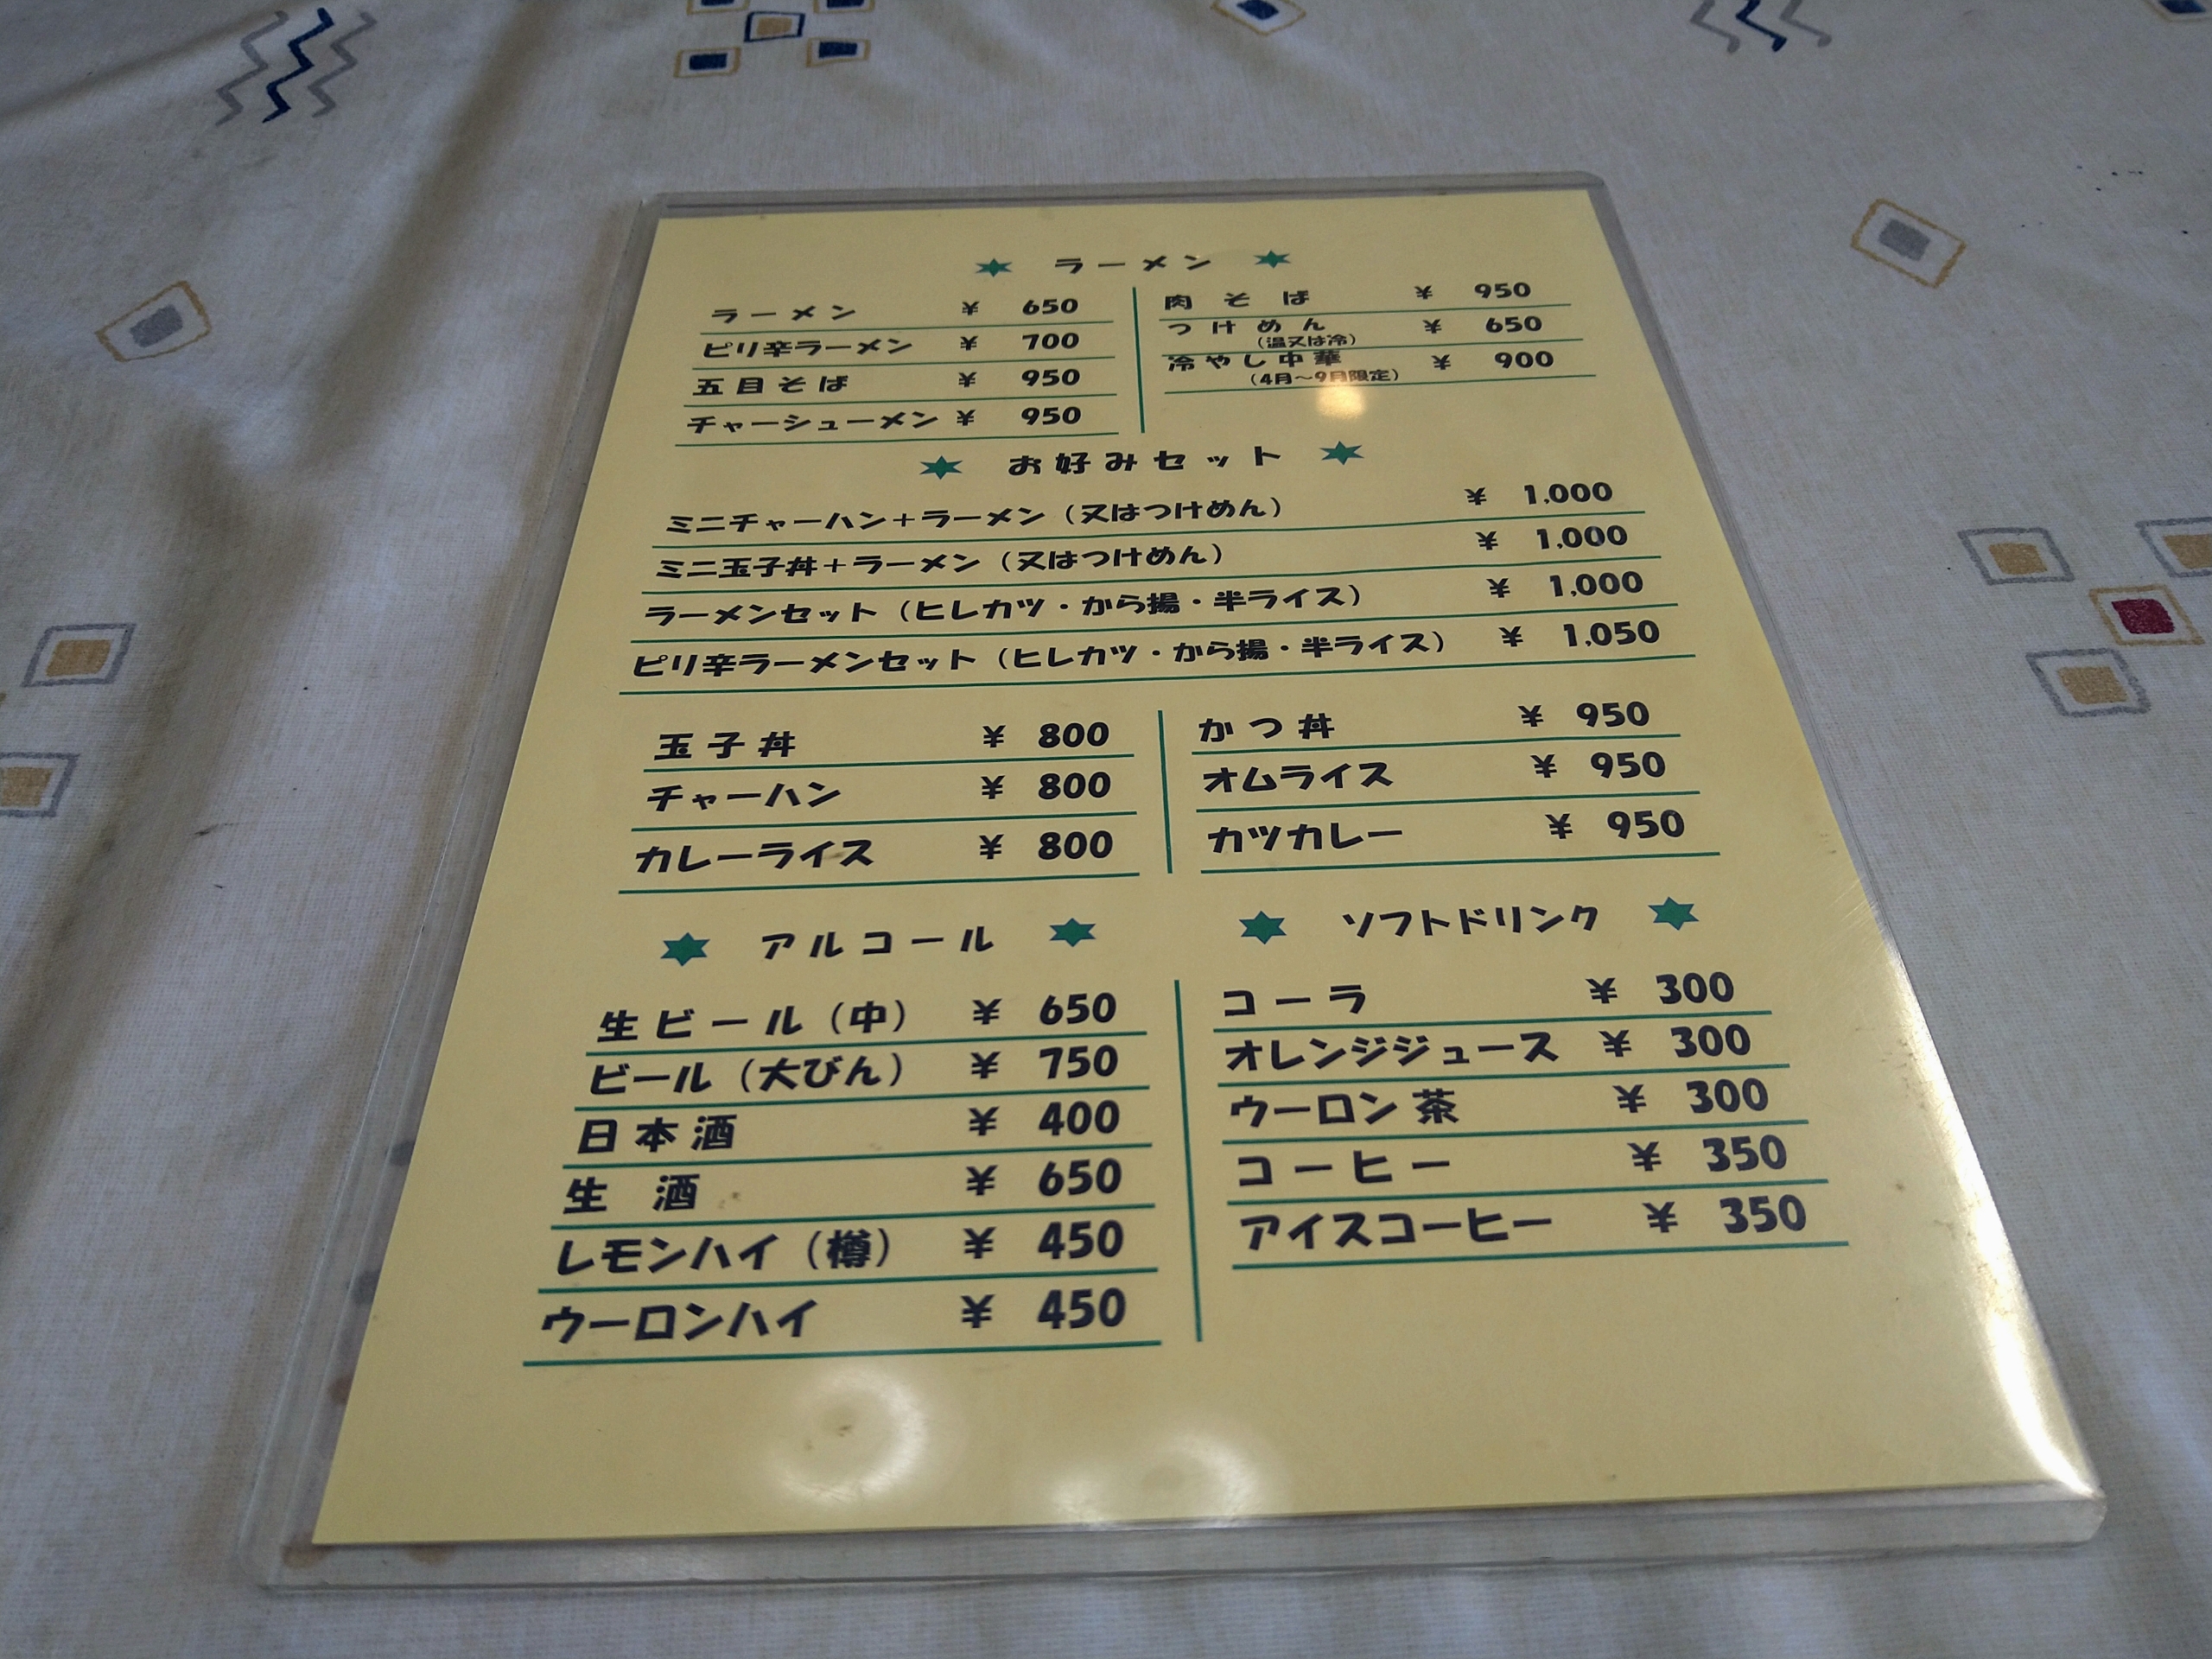 ラーメン
ラーメン ¥ 650
ピリ辛ラーメン ¥ 700
五目そば ¥ 950
チャーシューメン ¥ 950
肉そば ¥ 950
つけめん ¥ 650
(温又は冷)
冷やし中華 ¥ 900
(4月～9月限定)
お好みセット
ミニチャーハン+ラーメン(又はつけめん) ¥ 1,000
ミニ玉子丼+ラーメン(又はつけめん) ¥ 1,000
ラーメンセット(ヒレカツ・から揚・半ライス) ¥ 1,000
ピリ辛ラーメンセット(ヒレカツ・から揚・半ライス) ¥ 1,050
玉子丼 ¥ 800
チャーハン ¥ 800
カレーライス ¥ 800
かつ丼 ¥ 950
オムライス ¥ 950
カツカレー ¥ 950
アルコール
生ビール(中) ¥ 650
ビール(大びん) ¥ 750
日本酒 ¥ 400
生 酒 ¥ 650
レモンハイ(樽) ¥ 450
ウーロンハイ ¥ 450
ソフトドリンク
コーラ ¥ 300
オレンジジュース ¥ 300
ウーロン茶 ¥ 300
コーヒー ¥ 350
アイスコーヒー ¥ 350